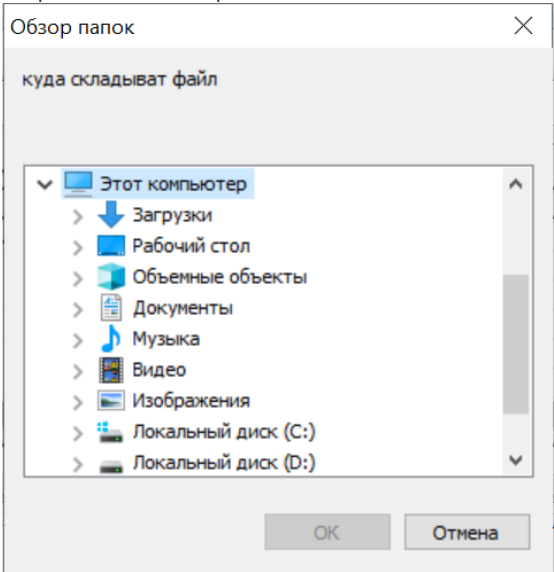 Обзор папок
куда складыват файл
Этот компьютер
Загрузки
Рабочий стол
Объемные объекты
Документы
Музыка
Видео
Изображения
Локальный диск (C:)
Локальный диск (D:)
OK Отмена